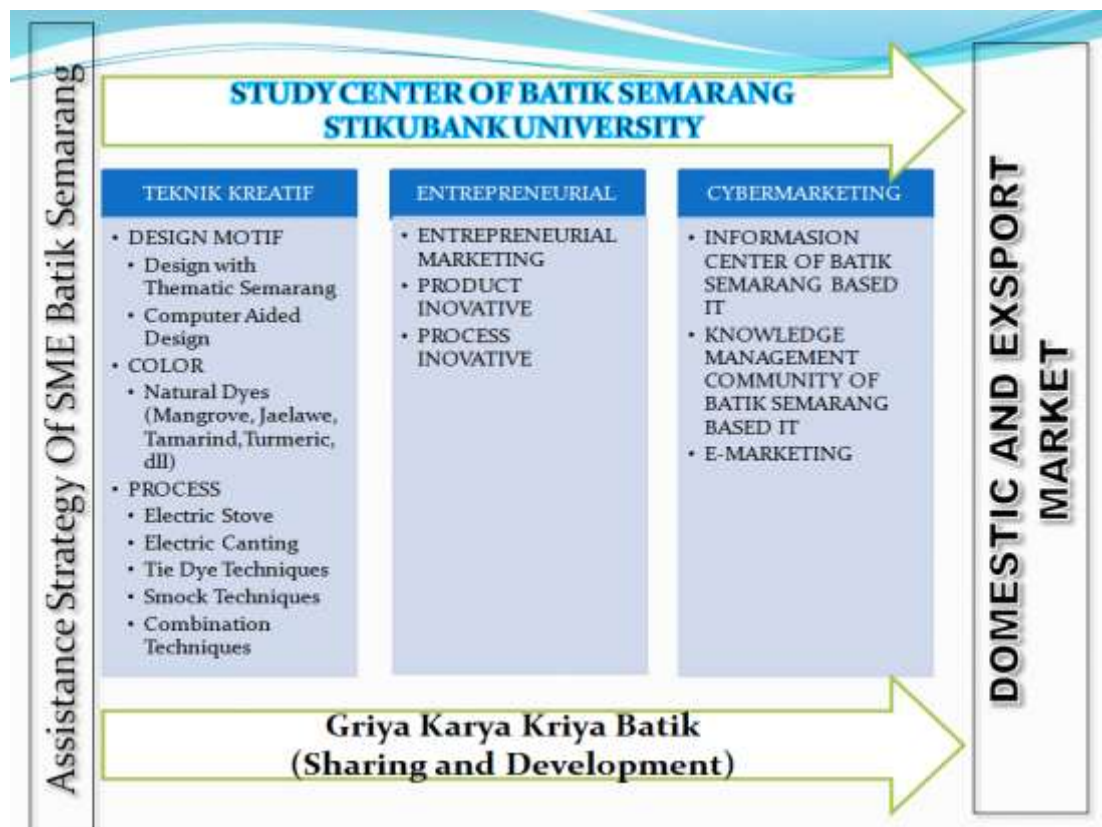 Assistance Strategy Of SME Batik Semarang
STUDY CENTER OF BATIK SEMARANG
STIKUBANK UNIVERSITY
TEKNIK KREATIF
• DESIGN MOTIF
• Design with
Thematic Semarang
• Computer Aided
Design
• COLOR
• Natural Dyes
(Mangrove, Jaelawe,
Tamarind,Turmeric,
dll)
• PROCESS
• Electric Stove
• Electric Canting
• Tie Dye Techniques
• Smock Techniques
• Combination
Techniques
ENTREPRENEURIAL
• ENTREPRENEURIAL
MARKETING
• PRODUCT
INOVATIVE
• PROCESS
INOVATIVE
CYBERMARKETING
• INFORMASION
CENTER OF BATIK
SEMARANG BASED
IT
• KNOWLEDGE
MANAGEMENT
COMMUNITY OF
BATIK SEMARANG
BASED IT
• E-MARKETING
Griya Karya Kriya Batik
(Sharing and Development)
DOMESTIC AND EXSPORT
MARKET